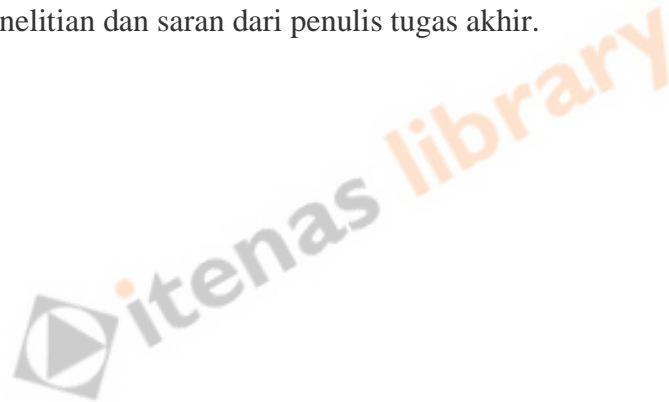 nelitian dan saran dari penulis tugas akhir.
itenas library